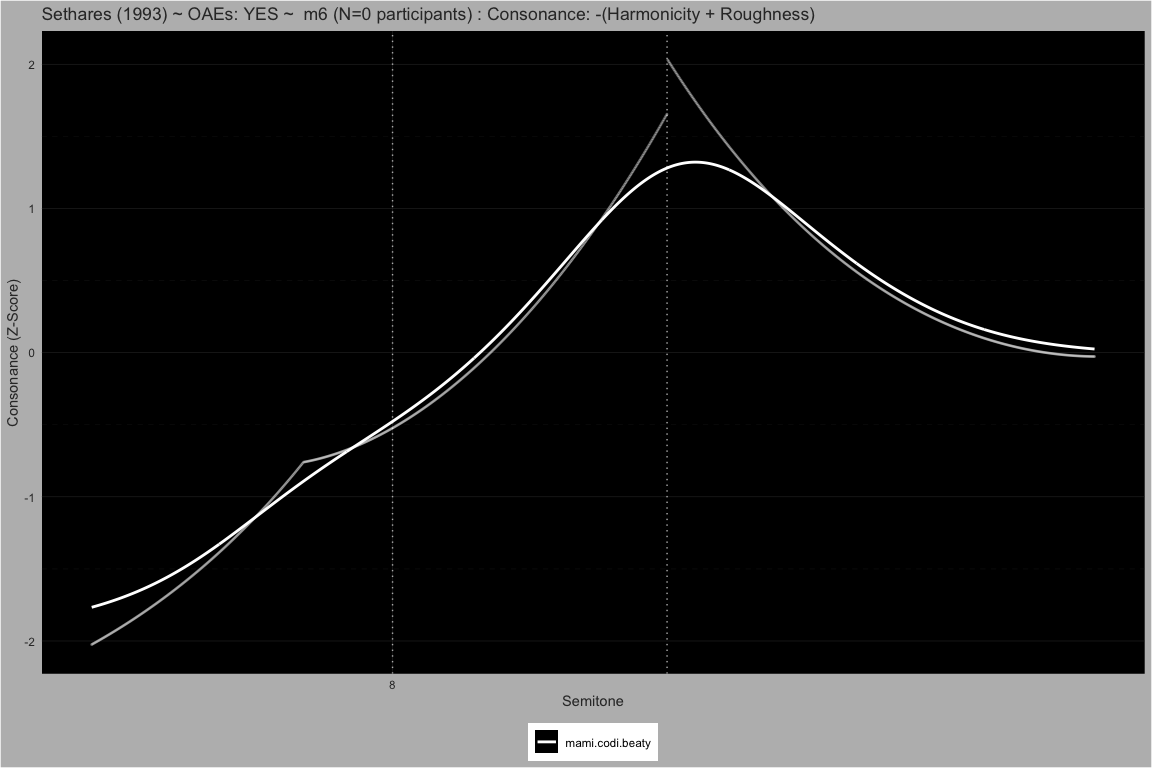 Sethares (1993) ~ OAEs: YES ~  m6 (N=0 participants) : Consonance: -(Harmonicity + Roughness)
2
1
0
-1
-2
Consonance (Z-Score)
8
Semitone
mami.codi.beaty